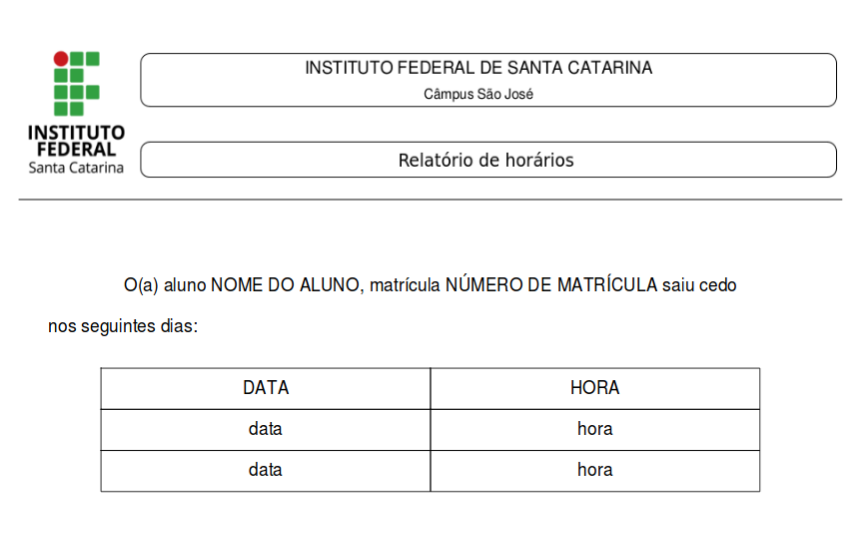 INSTITUTO FEDERAL DE SANTA CATARINA
Câmpus São José
INSTITUTO
FEDERAL
Santa Catarina
Relatório de horários
O(a) aluno NOME DO ALUNO, matrícula NÚMERO DE MATRÍCULA saiu cedo
nos seguintes dias:
DATA HORA
data hora
data hora